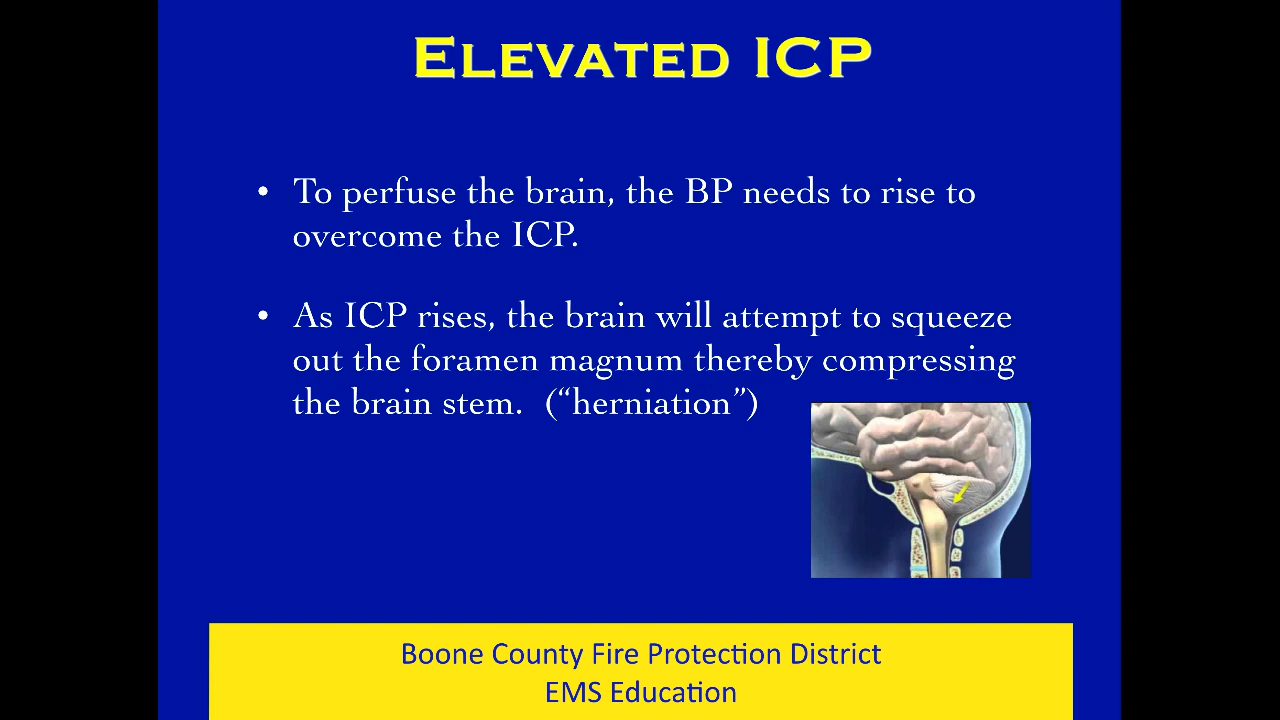 ELEVATED ICP
• To perfuse the brain, the BP needs to rise to
overcome the ICP.
• As ICP rises, the brain will attempt to squeeze
out the foramen magnum thereby compressing
the brain stem.  (“herniation”)
Boone County Fire Protection District
EMS Education